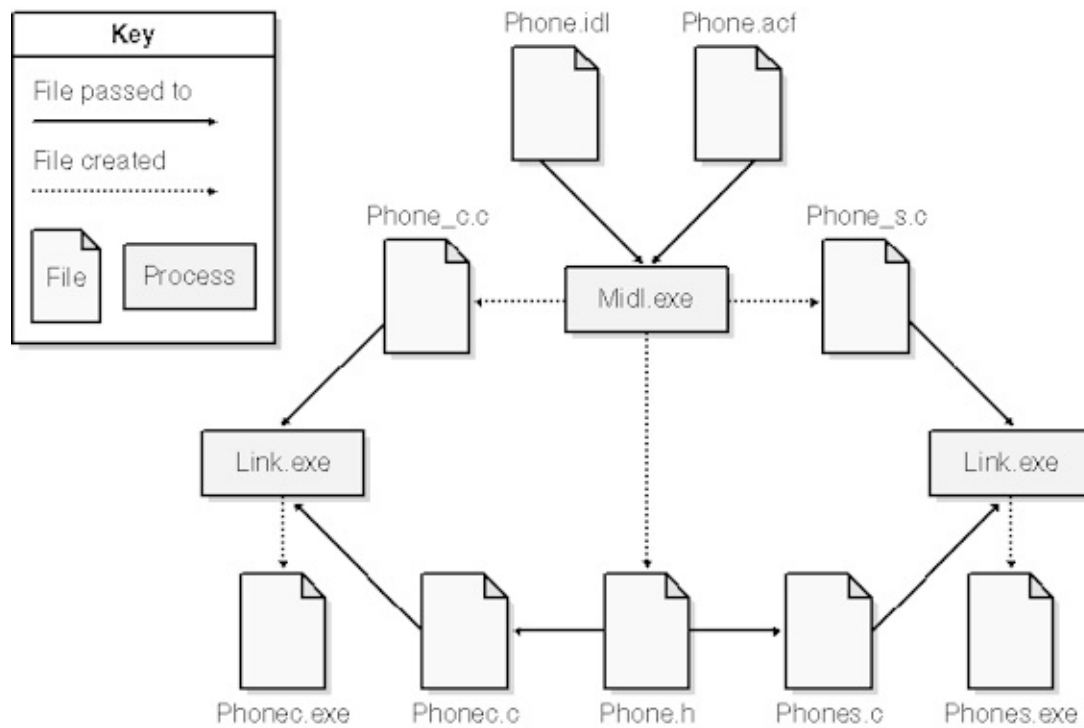 Key
File passed to
File created
File
Process
Phone.idl
Phone.acf
Phone_c.c
Phone_s.c
Midl.exe
Link.exe
Link.exe
Phonec.exe
Phonec.c
Phone.h
Phones.c
Phones.exe